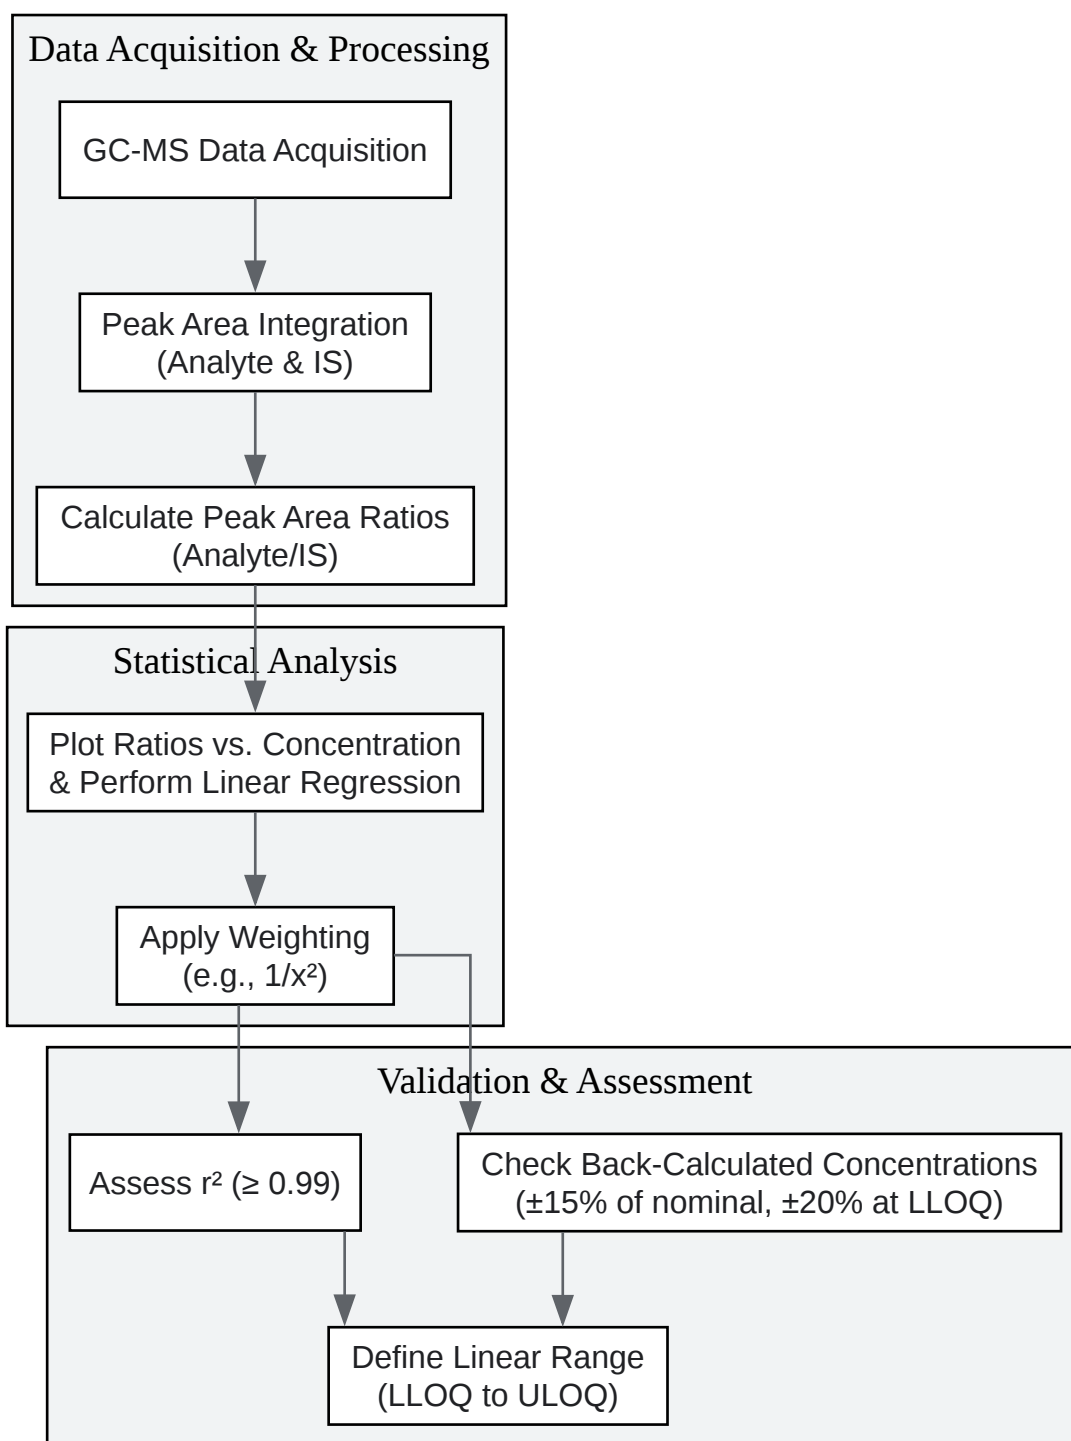 Data Acquisition & Processing
GC-MS Data Acquisition
Peak Area Integration
(Analyte & IS)
Calculate Peak Area Ratios
(Analyte/IS)
Statistical Analysis
Plot Ratios vs. Concentration
& Perform Linear Regression
Apply Weighting
(e.g., 1/x²)
Validation & Assessment
Assess r² (≥ 0.99)
Check Back-Calculated Concentrations
(±15% of nominal, ±20% at LLOQ)
Define Linear Range
(LLOQ to ULOQ)